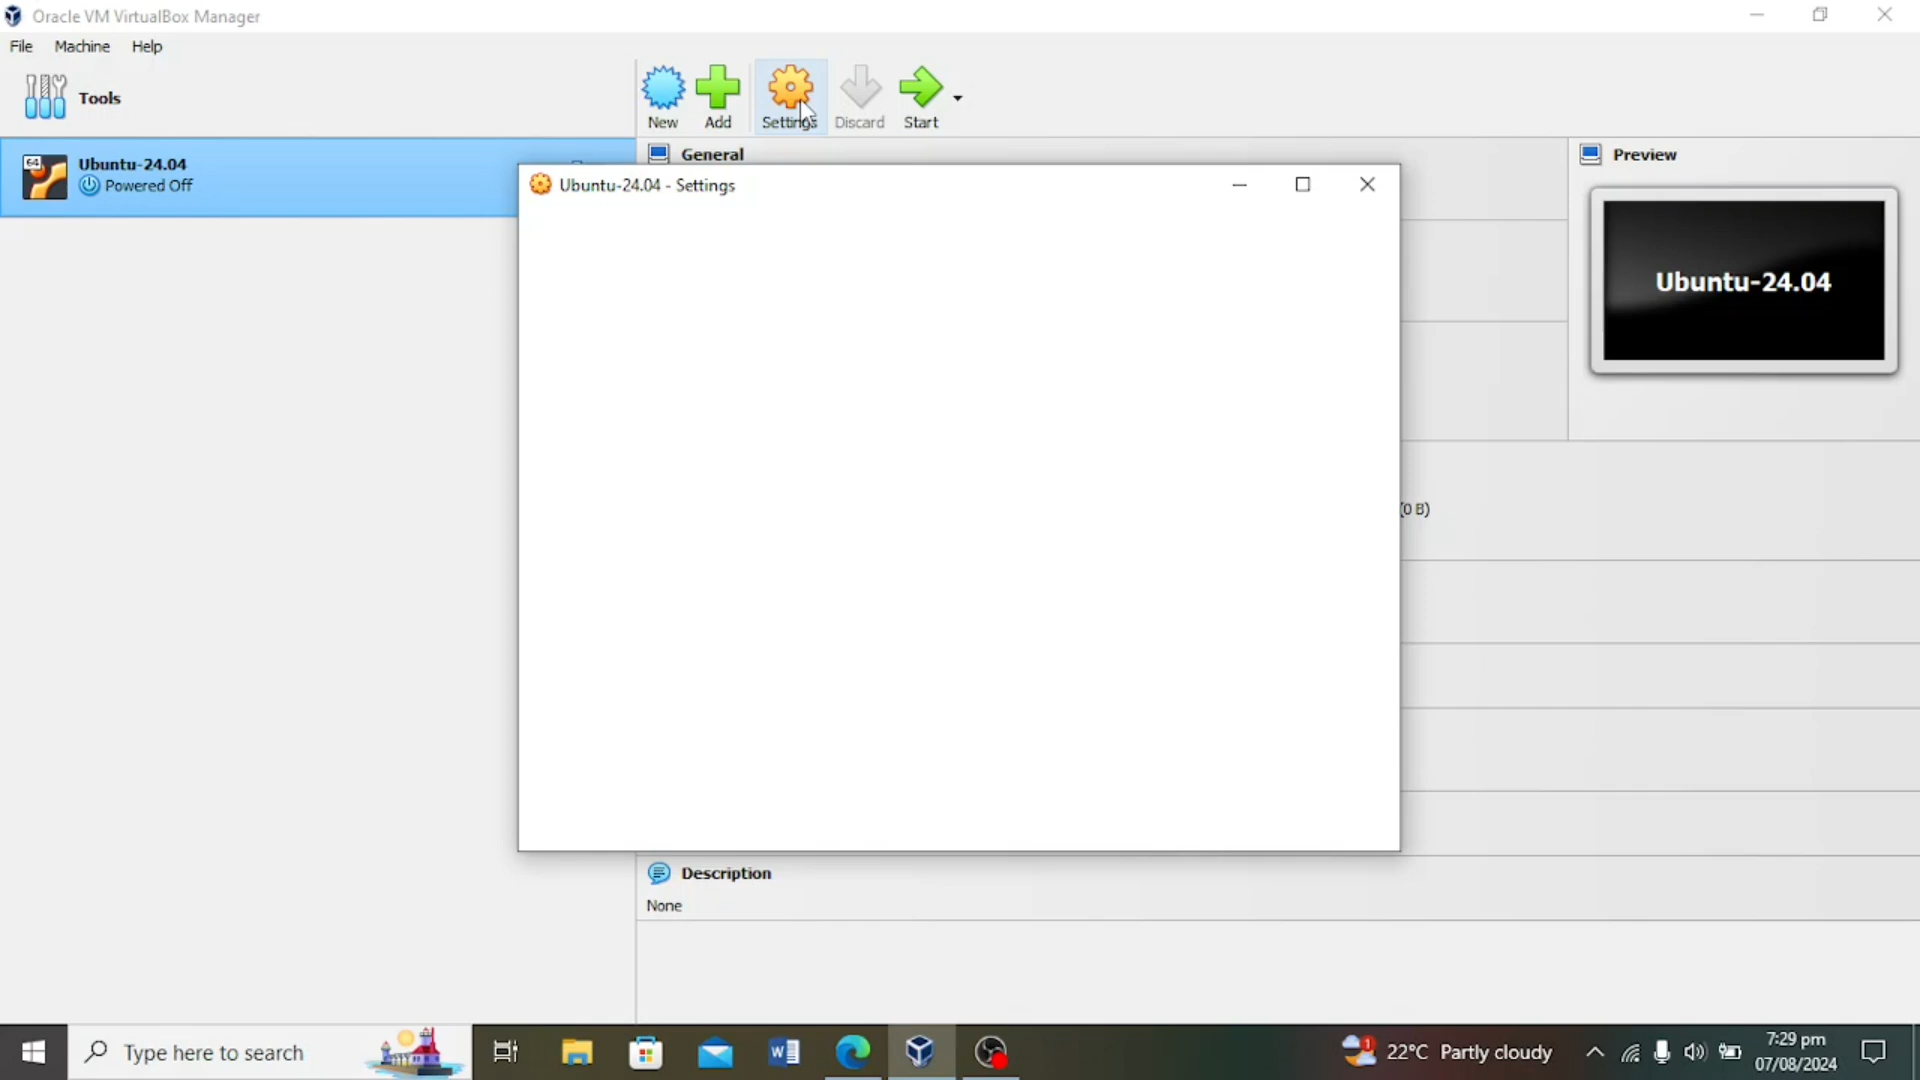 Oracle VM VirtualBox Manager
File Machine Help
Tools
New Add Settings Discard Start
64
Ubuntu-24.04
Powered Off
General
Preview
Ubuntu-24.04 - Settings
Ubuntu-24.04
(0 B)
Description
None
Type here to search
1
22°C Partly cloudy
7:29 pm
07/08/2024